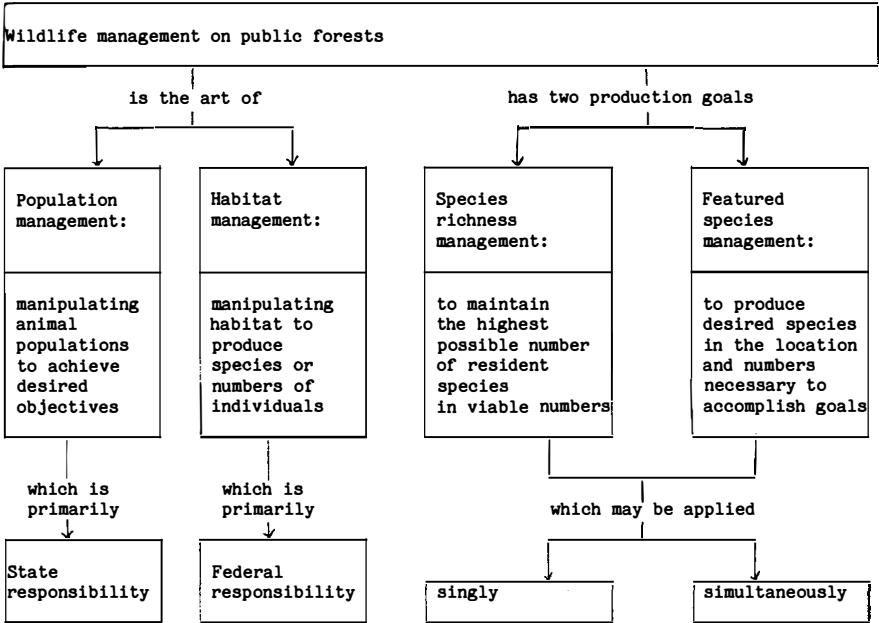 Wildlife management on public forests
is the art of
has two production goals
Population
management:
manipulating
animal
populations
to achieve
desired
objectives
Habitat
management:
manipulating
habitat to
produce
species or
numbers of
individuals
Species
richness
management:
to maintain
the highest
possible number
of resident
species
in viable numbers
Featured
species
management:
to produce
desired species
in the location
and numbers
necessary to
accomplish goals
which is
primarily
which is
primarily
which may be applied
State
responsibility
Federal
responsibility
singly
simultaneously